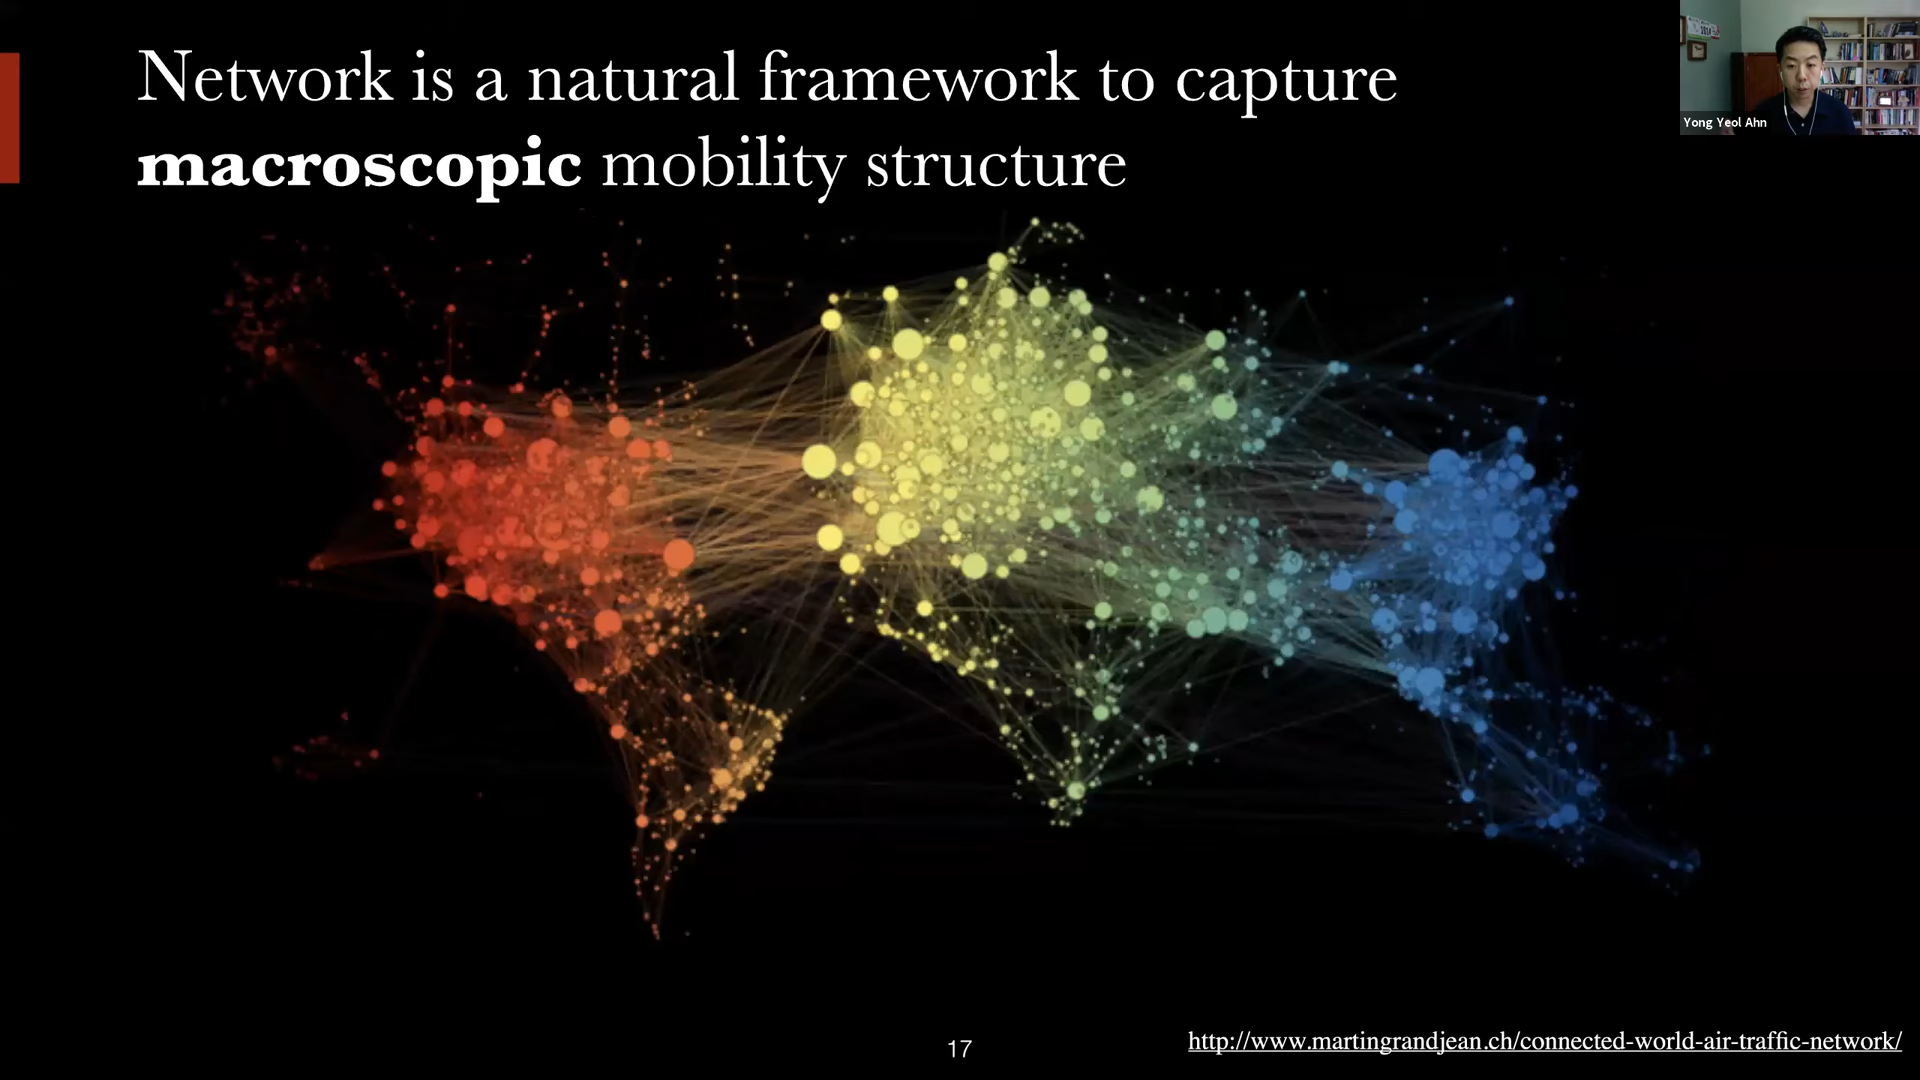 Network is a natural framework to capture
macroscopic mobility structure
Yong Yeol Ahn
17
http://www.martingrandjean.ch/connected-world-air-traffic-network/